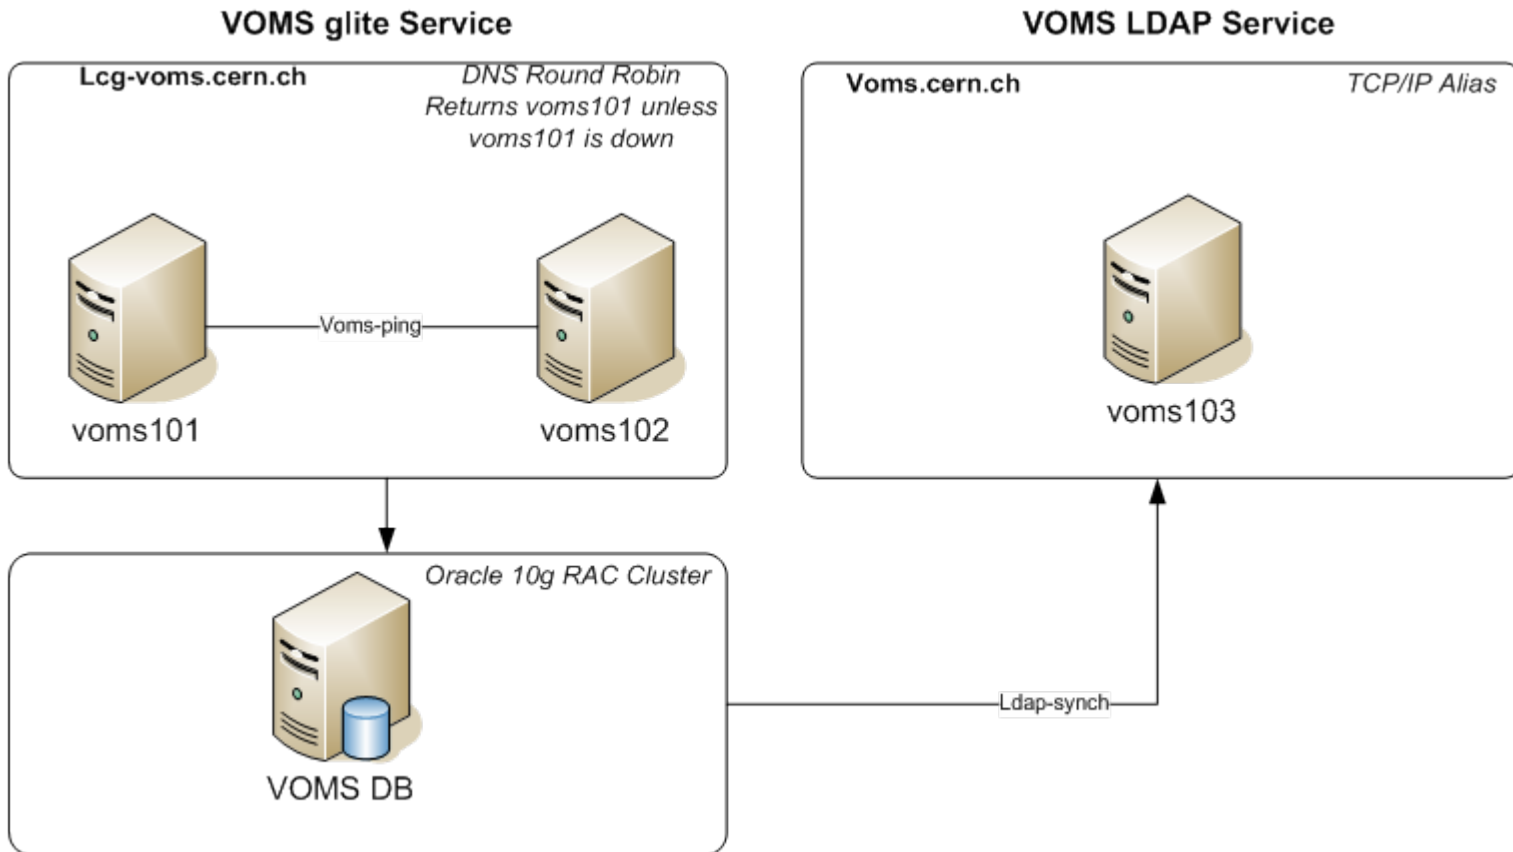 VOMS glite Service
Lcg-voms.cern.ch
DNS Round Robin
Returns voms101 unless
voms101 is down
Voms-ping
voms101
voms102
VOMS LDAP Service
Voms.cern.ch
TCP/IP Alias
voms103
Oracle 10g RAC Cluster
VOMS DB
Ldap-synch